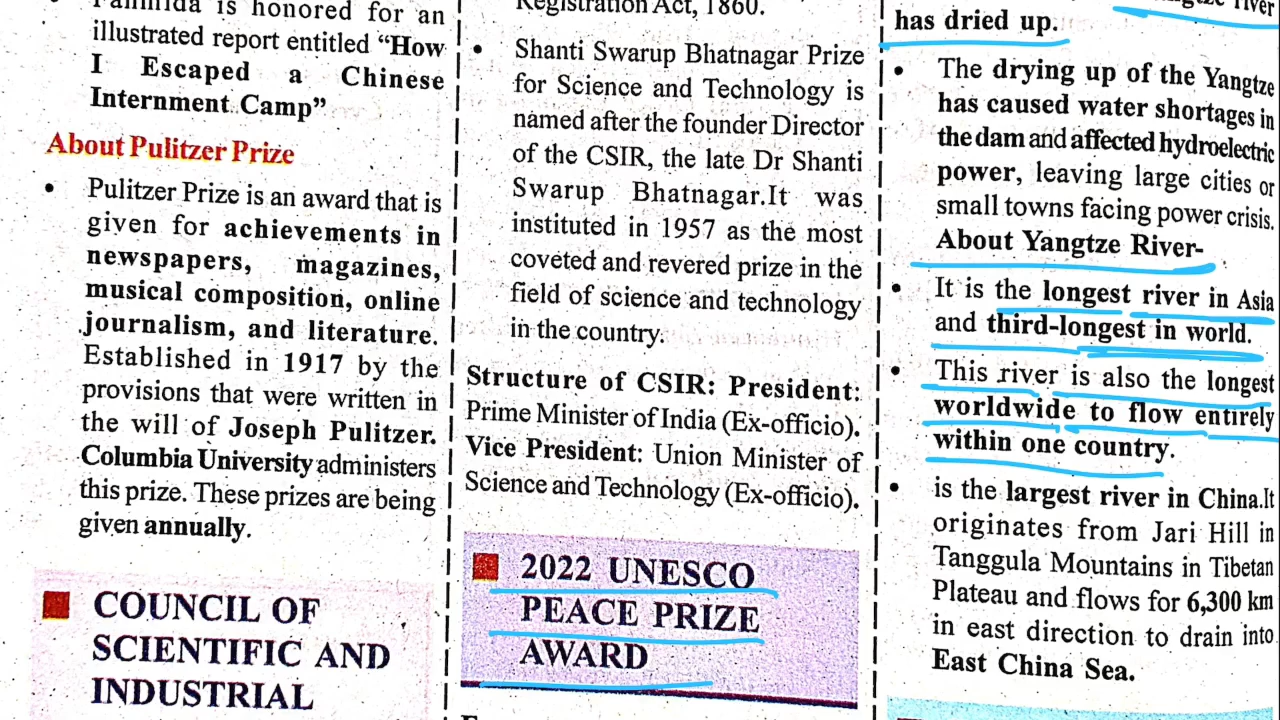 is honored for an
illustrated report entitled “How
I Escaped a Chinese
Internment Camp”
About Pulitzer Prize
• Pulitzer Prize is an award that is
given for achievements in
newspapers, magazines,
musical composition, online
journalism, and literature.
Established in 1917 by the
provisions that were written in
the will of Joseph Pulitzer.
Columbia University administers
this prize. These prizes are being
given annually.
COUNCIL OF
SCIENTIFIC AND
INDUSTRIAL
Registration Act, 1860.
• Shanti Swarup Bhatnagar Prize
for Science and Technology is
named after the founder Director
of the CSIR, the late Dr Shanti
Swarup Bhatnagar.It was
instituted in 1957 as the most
coveted and revered prize in the
field of science and technology
in the country.
Structure of CSIR: President:
Prime Minister of India (Ex-officio).
Vice President: Union Minister of
Science and Technology (Ex-officio).
2022 UNESCO
PEACE PRIZE
AWARD
river
has dried up.
• The drying up of the Yangtze
has caused water shortages in
the dam and affected hydroelectric
power, leaving large cities or
small towns facing power crisis.
About Yangtze River-
• It is the longest river in Asia
and third-longest in world.
• This river is also the longest
worldwide to flow entirely
within one country.
• is the largest river in China.It
originates from Jari Hill in
Tanggula Mountains in Tibetan
Plateau and flows for 6,300 km
in east direction to drain into
East China Sea.